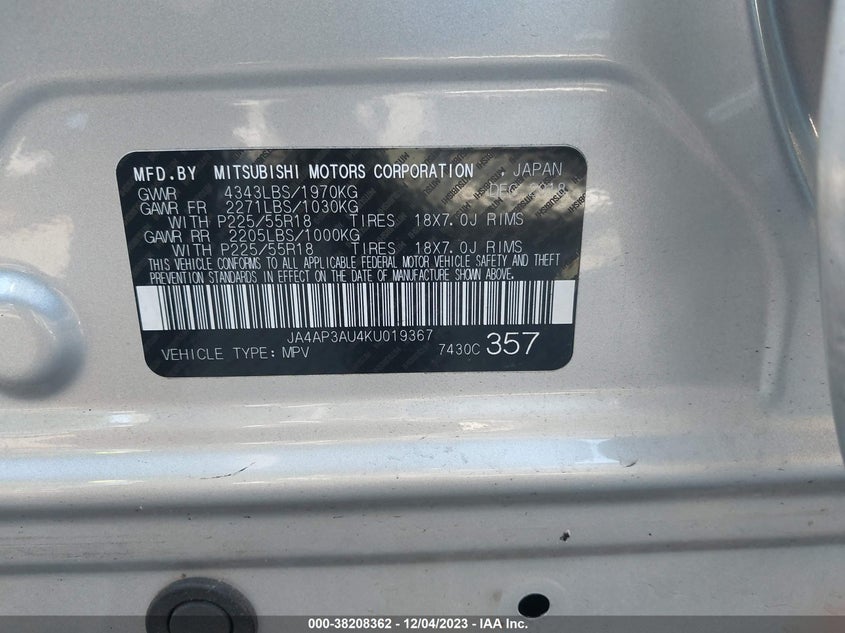 MFD.BY MITSUBISHI MOTORS CORPORATION JAPAN
GVWR 4343LBS/1970KG DEC 2018
GAWR FR 2271LBS/1030KG
WITH P225/55R18 TIRES 18X7.0J RIMS
GAWR RR 2205LBS/1000KG
WITH P225/55R18 TIRES 18X7.0J RIMS
THIS VEHICLE CONFORMS TO ALL APPLICABLE FEDERAL MOTOR VEHICLE SAFETY AND THEFT
PREVENTION STANDARDS IN EFFECT ON THE DATE OF MANUFACTURE SHOWN ABOVE.
JA4AP3AU4KU019367
VEHICLE TYPE: MPV 7430C 357
000-38208362 - 12/04/2023 - IAA Inc.